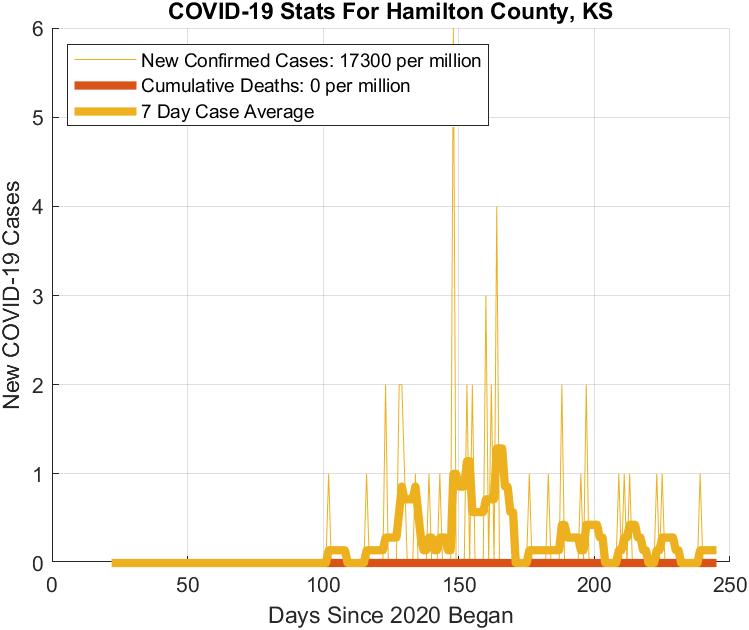 COVID-19 Stats For Hamilton County, KS
New Confirmed Cases: 17300 per million
Cumulative Deaths: 0 per million
7 Day Case Average
New COVID-19 Cases
6
5
4
3
2
1
0
0 50 100 150 200 250
Days Since 2020 Began